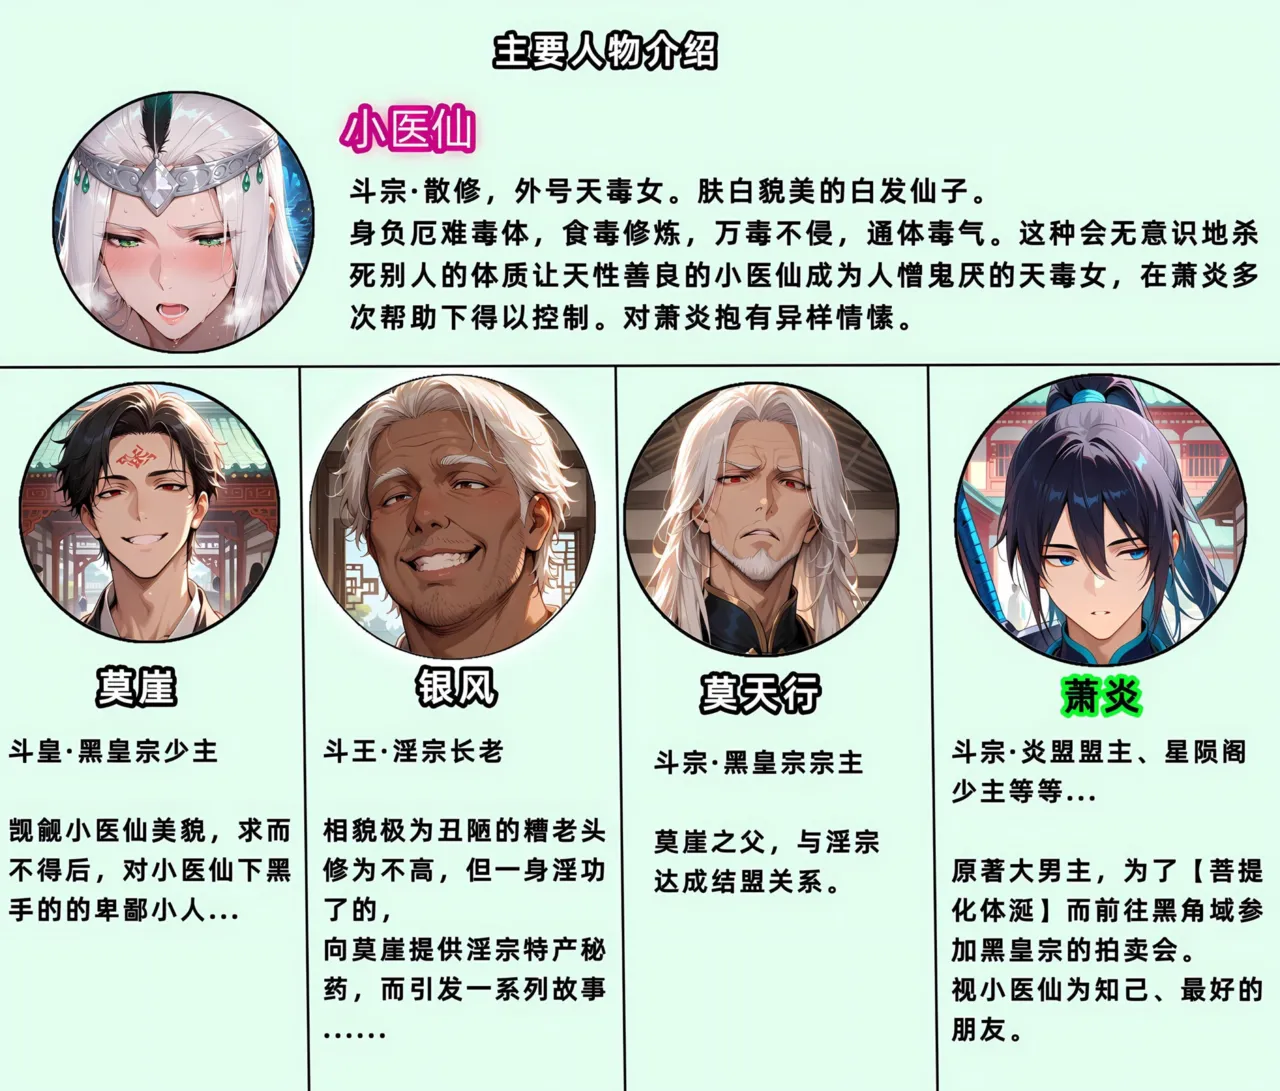 主要人物介绍
小医仙
斗宗·散修，外号天毒女。肤白貌美的白发仙子。
身负厄难毒体，食毒修炼，万毒不侵，通体毒气。这种会无意识地杀
死别人的体质让天性善良的小医仙成为人憎鬼厌的天毒女，在萧炎多
次帮助下得以控制。对萧炎抱有异样情愫。
莫崖
斗皇·黑皇宗少主
觊觎小医仙美貌，求而
不得后，对小医仙下黑
手的的卑鄙小人...
银风
斗王·淫宗长老
相貌极为丑陋的糟老头
修为不高，但一身淫功
了的，
向莫崖提供淫宗特产秘
药，而引发一系列故事
......
莫天行
斗宗·黑皇宗宗主
莫崖之父，与淫宗
达成结盟关系。
萧炎
斗宗·炎盟盟主、星陨阁
少主等等...
原著大男主，为了【菩提
化体涎】而前往黑角域参
加黑皇宗的拍卖会。
视小医仙为知己、最好的
朋友。